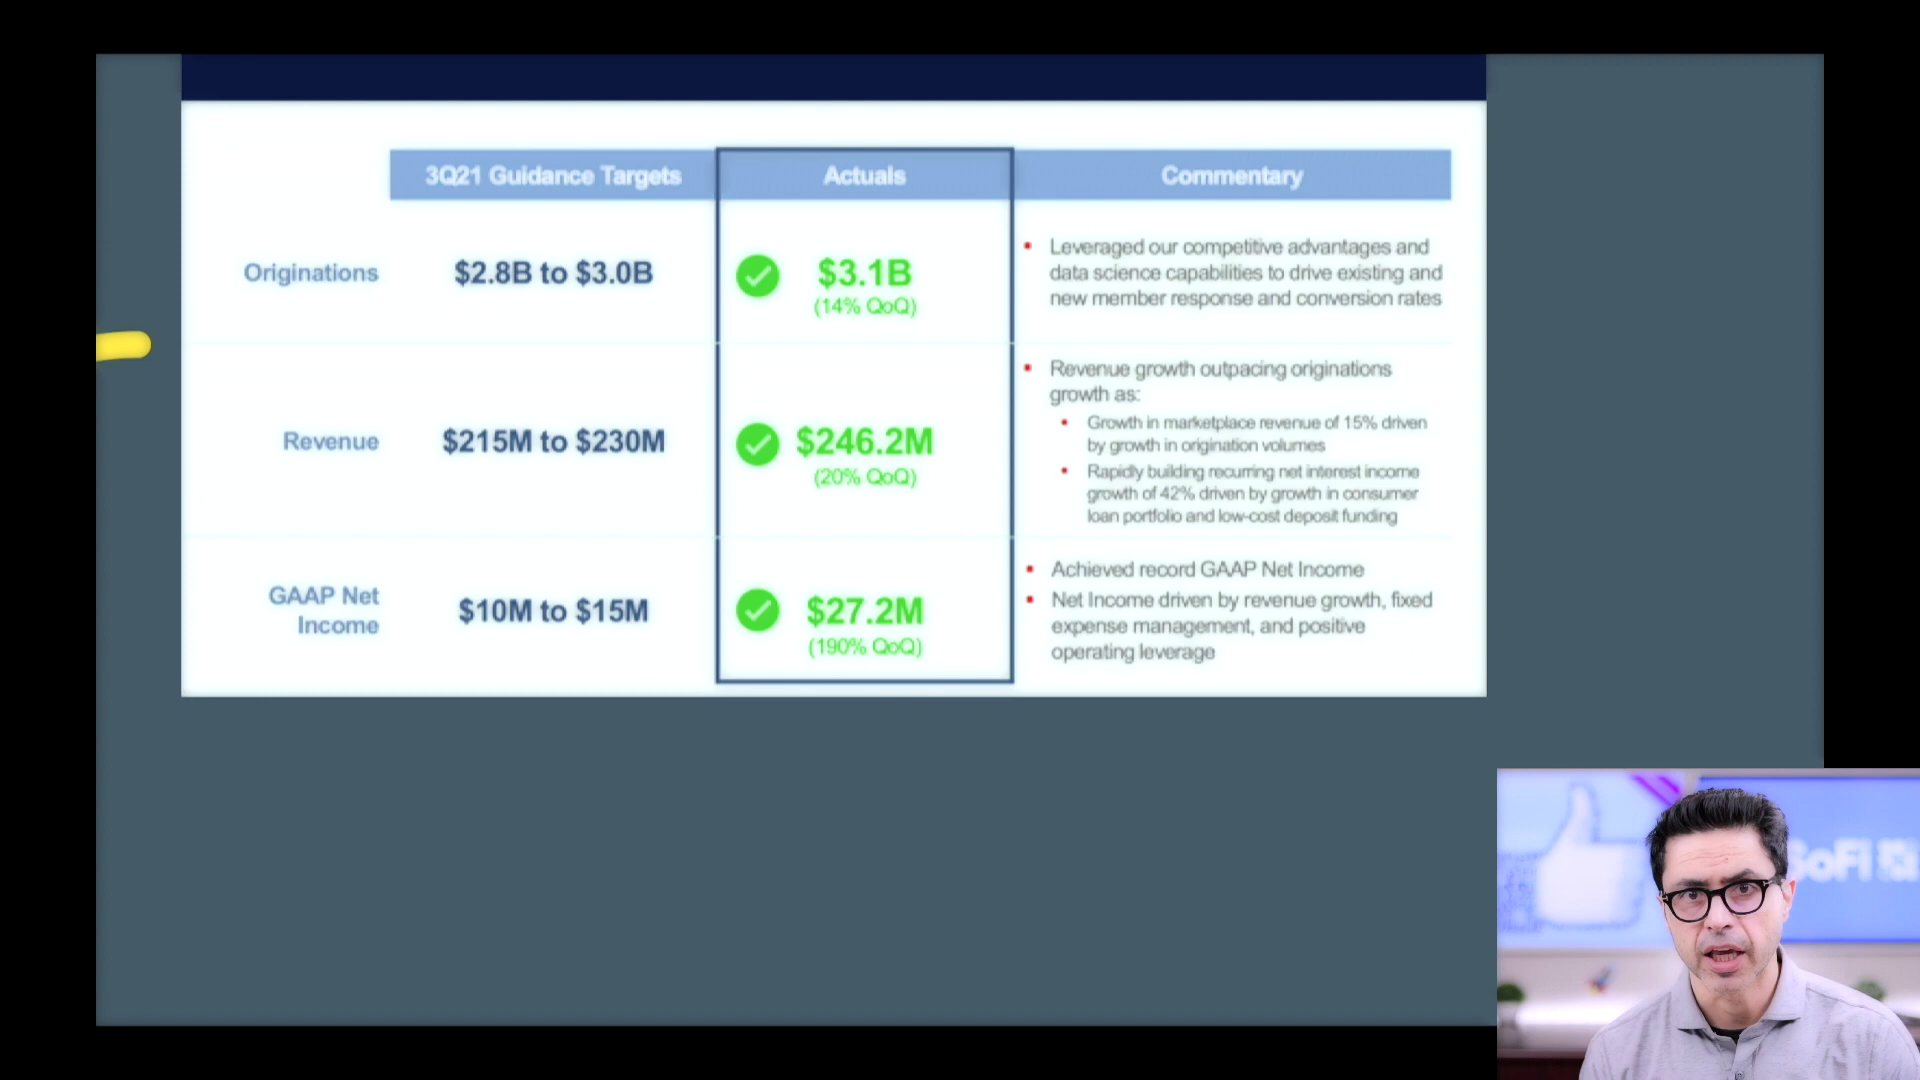 3Q21 Guidance Targets
Actuals
Commentary
Originations
$2.8B to $3.0B
$3.1B
(14% QoQ)
Leveraged our competitive advantages and
data science capabilities to drive existing and
new member response and conversion rates
Revenue
$215M to $230M
$246.2M
(20% QoQ)
Revenue growth outpacing originations
growth as:
Growth in marketplace revenue of 15% driven
by growth in origination volumes
Rapidly building recurring net interest income
growth of 42% driven by growth in consumer
loan portfolio and low-cost deposit funding
GAAP Net
Income
$10M to $15M
$27.2M
(190% QoQ)
Achieved record GAAP Net Income
Net Income driven by revenue growth, fixed
expense management, and positive
operating leverage
SoFi